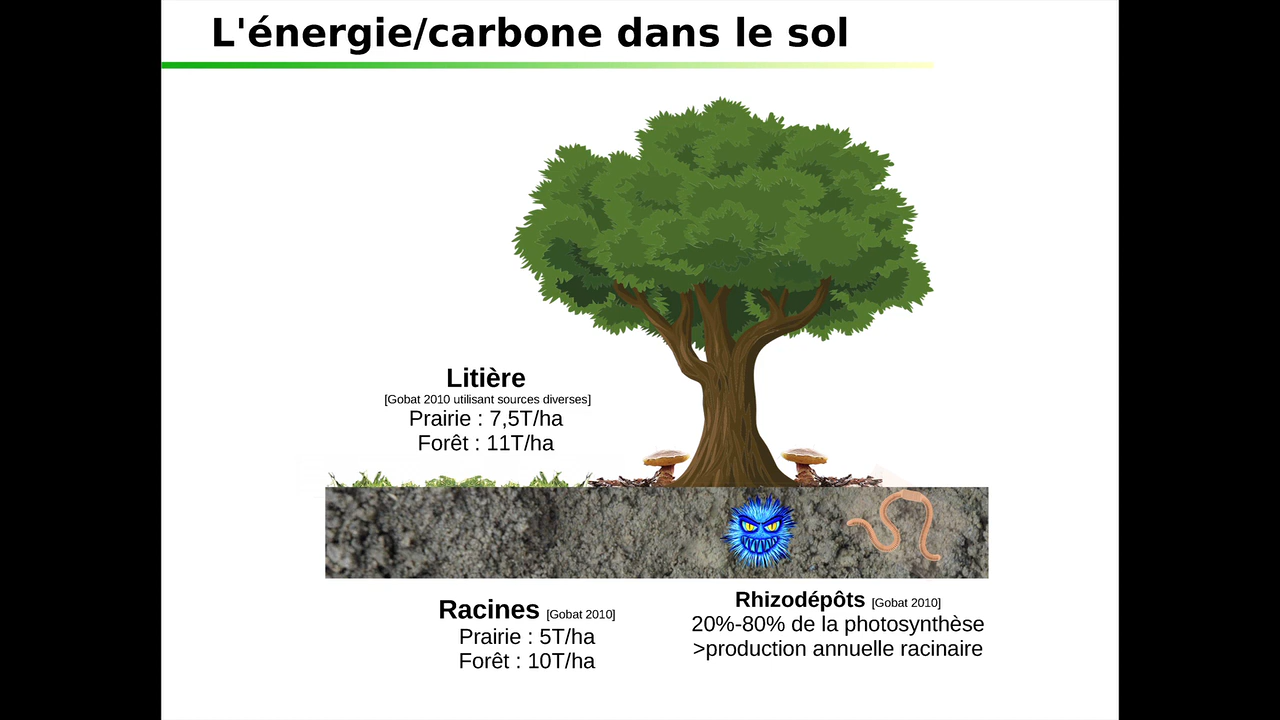 L'énergie/carbone dans le sol
Litière
[Gobat 2010 utilisant sources diverses]
Prairie : 7,5T/ha
Forêt : 11T/ha
Racines [Gobat 2010]
Prairie : 5T/ha
Forêt : 10T/ha
Rhizodépôts [Gobat 2010]
20%-80% de la photosynthèse
>production annuelle racinaire